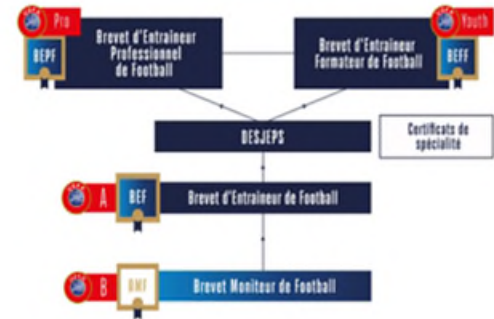 Pro
BEPF
Brevet d'Entraîneur
Professionnel
de Football
Brevet d'Entraîneur
Formateur de Football
Youth
BEFF
DESJEPS
Certificats de
spécialité
A
BEF
Brevet d'Entraîneur de Football
B
BMF
Brevet Moniteur de Football